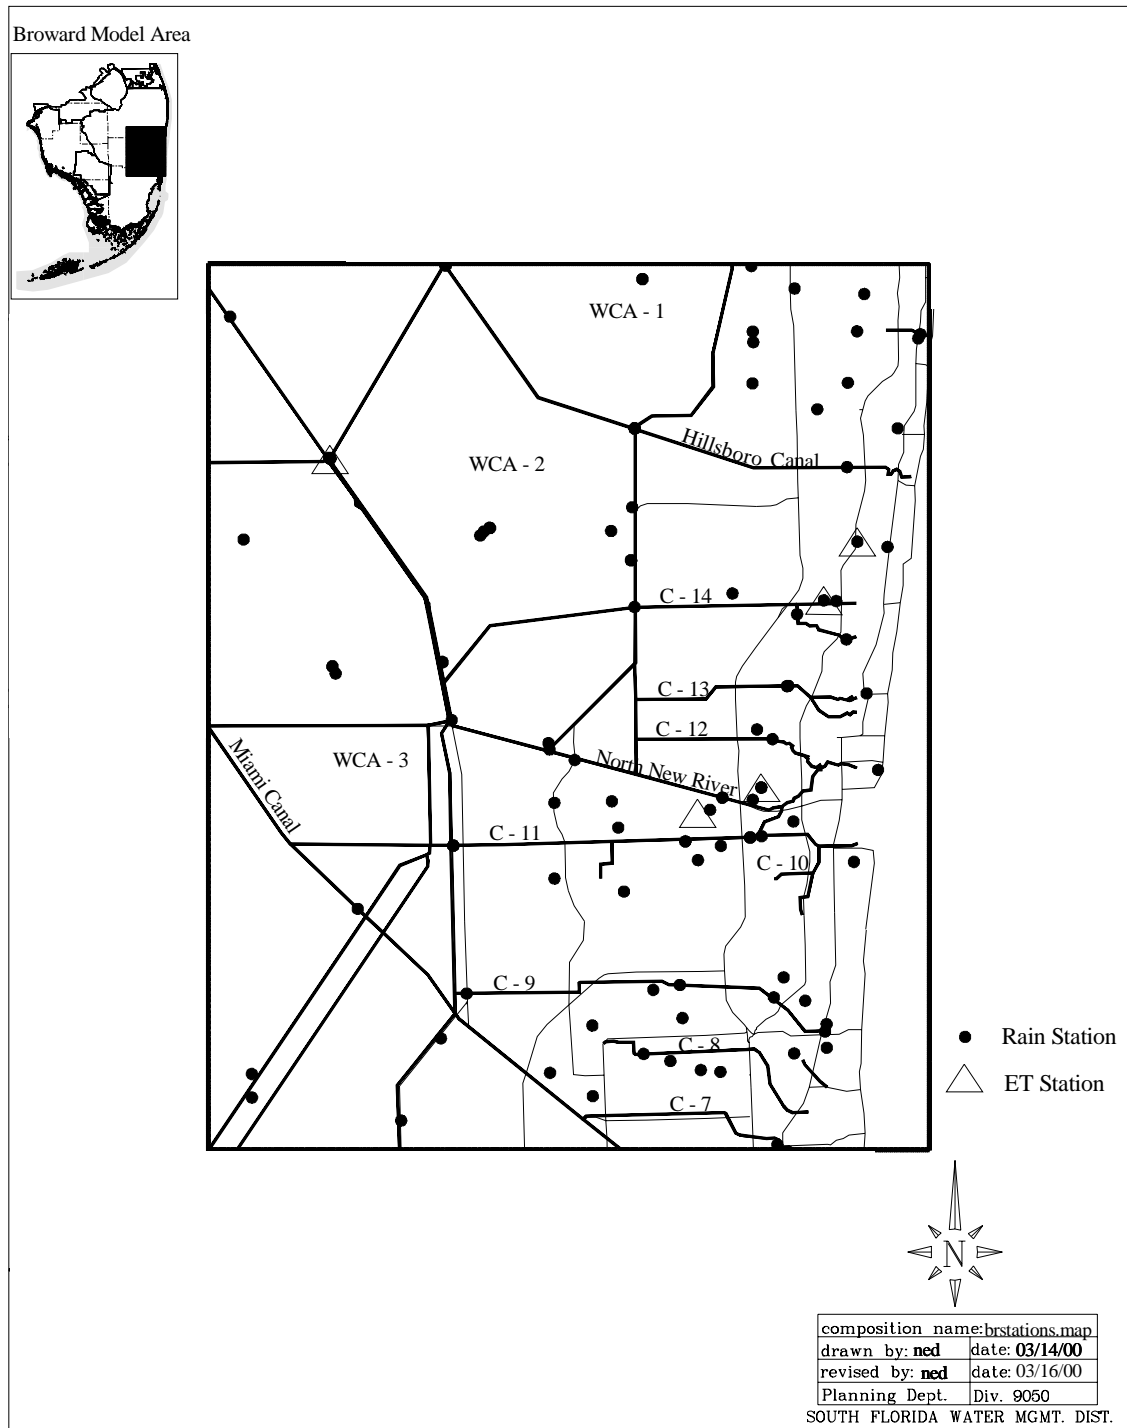 Broward Model Area
WCA - 1
Hillsboro Canal
WCA - 2
C - 14
C - 13
C - 12
Miami Canal
WCA - 3
North New River
C - 11
C - 10
C - 9
C - 8
C - 7
Rain Station
ET Station
N
composition name: brstations.map
drawn by: ned date: 03/14/00
revised by: ned date: 03/16/00
Planning Dept. Div. 9050
SOUTH FLORIDA WATER MGMT. DIST.